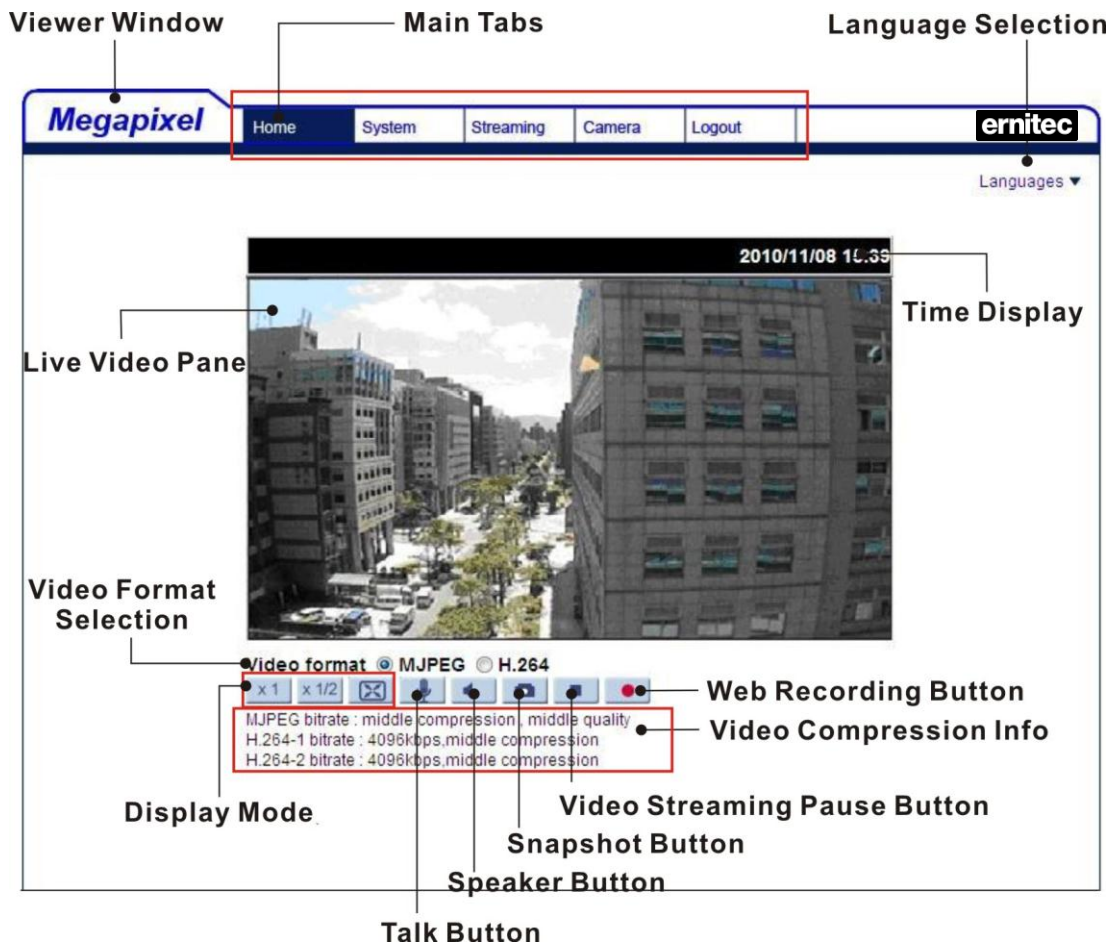 Viewer Window
Main Tabs
Language Selection
Megapixel
Home
System
Streaming
Camera
Logout
ernitec
Languages
2010/11/08
Time Display
Live Video Pane
Video Format
Selection
Video format MJPEG H.264
x 1
x 1/2
Web Recording Button
MJPEG bitrate : middle compression , middle quality
Video Compression Info
H.264-1 bitrate : 4096kbps,middle compression
H.264-2 bitrate : 4096kbps,middle compression
Display Mode
Video Streaming Pause Button
Snapshot Button
Speaker Button
Talk Button